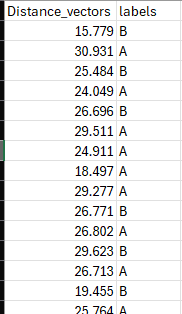 Distance_vectors labels
15.779 B
30.931 A
25.484 B
24.049 A
26.696 B
29.511 A
24.911 A
18.497 A
29.277 A
26.771 B
26.802 A
29.623 B
26.713 A
19.455 B
25.764 A